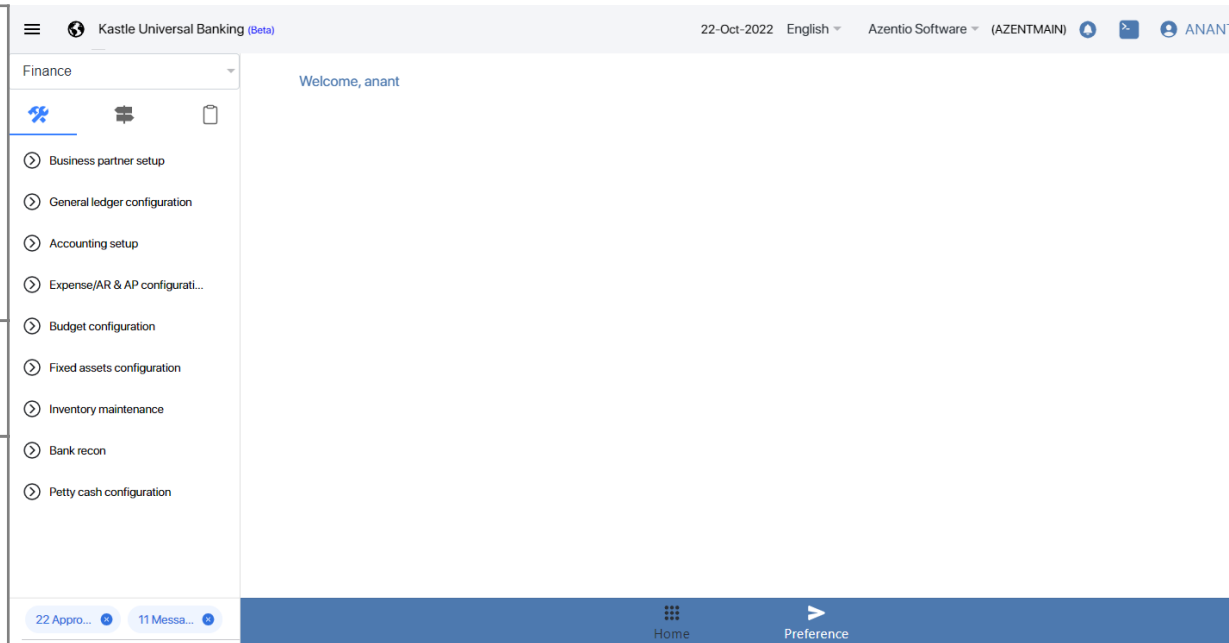 Kastle Universal Banking (Beta) 22-Oct-2022 English Azentio Software (AZENTMAIN) ANANT
Finance
Welcome, anant
Business partner setup
General ledger configuration
Accounting setup
Expense/AR & AP configurati...
Budget configuration
Fixed assets configuration
Inventory maintenance
Bank recon
Petty cash configuration
22 Appro... 11 Messa...
Home Preference